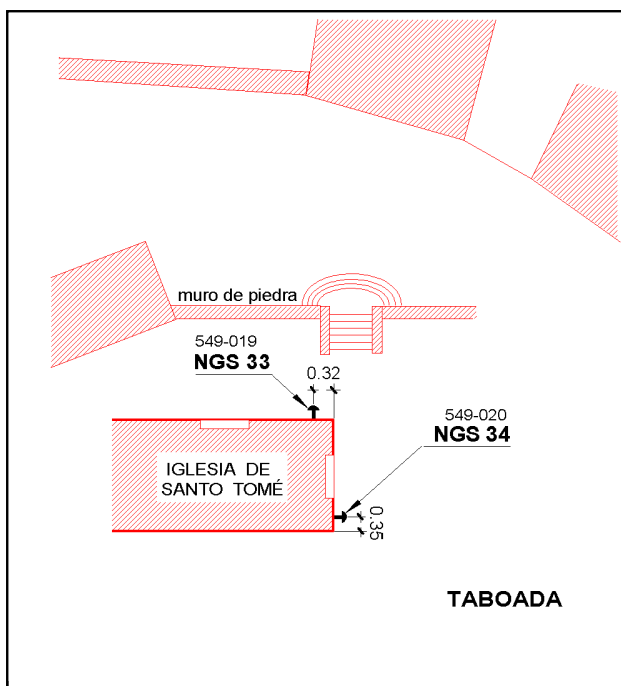 muro de piedra
549-019
NGS 33
0.32
549-020
NGS 34
IGLESIA DE
SANTO TOMÉ
0.35
TABOADA